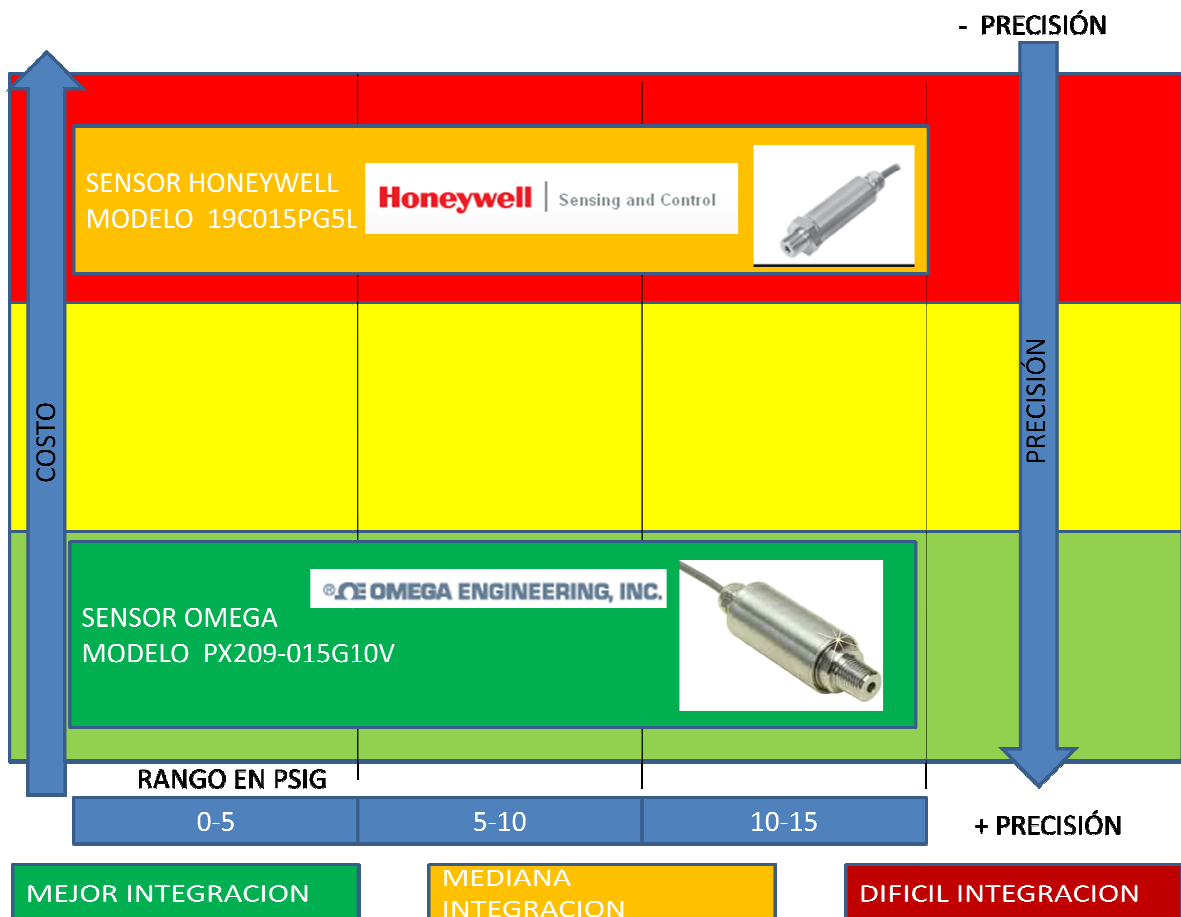 - PRECISIÓN
SENSOR HONEYWELL
MODELO 19C015PG5L
Honeywell | Sensing and Control
COSTO
PRECISIÓN
®ΩE OMEGA ENGINEERING, INC.
SENSOR OMEGA
MODELO PX209-015G10V
RANGO EN PSIG
0-5
5-10
10-15
+ PRECISIÓN
MEJOR INTEGRACION
MEDIANA
INTEGRACION
DIFICIL INTEGRACION